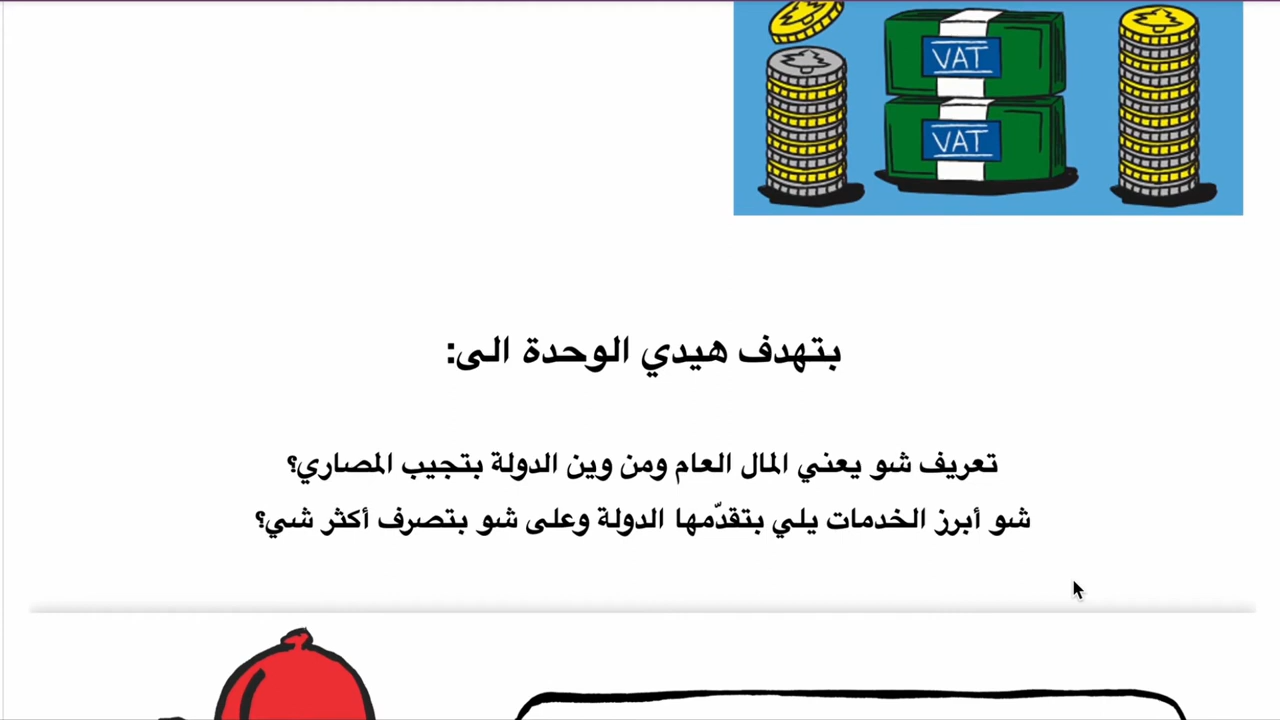 VAT
VAT
بتهدف هيدي الوحدة الى:
تعريف شو يعني المال العام ومن وين الدولة بتجيب المصاري؟
شو أبرز الخدمات يلي بتقدّمها الدولة وعلى شو بتصرف أكثر شي؟